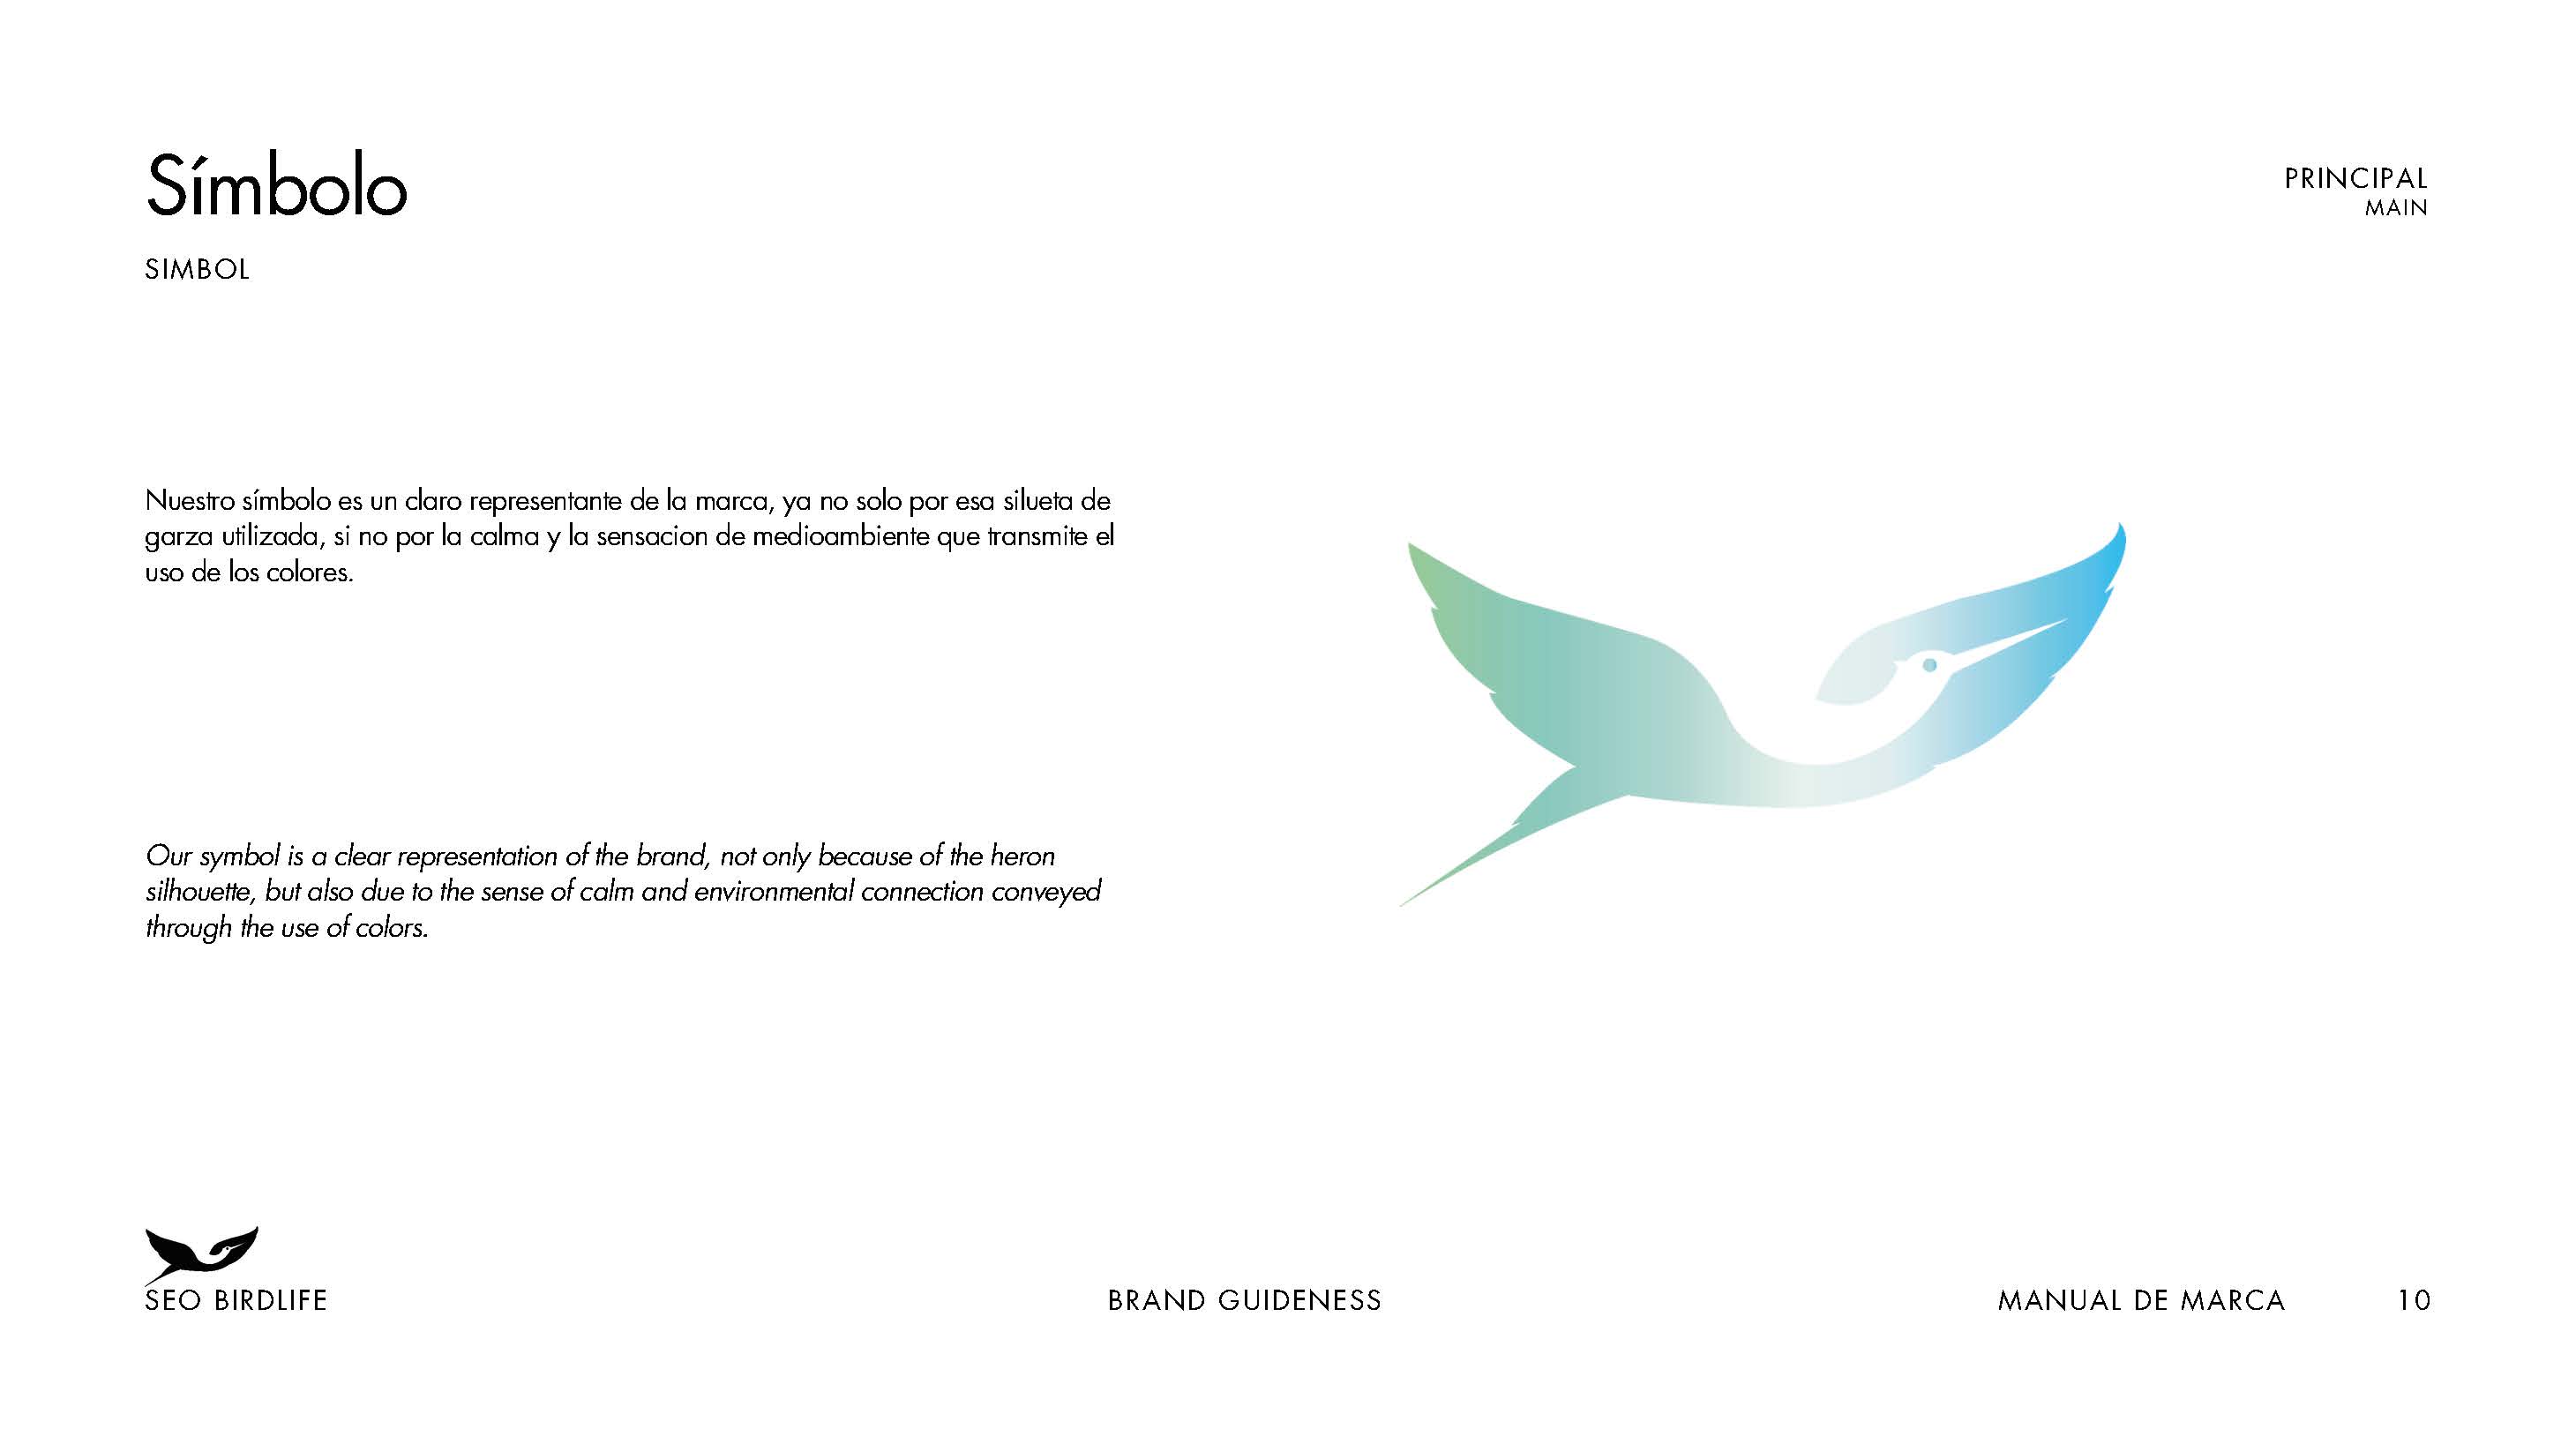 Símbolo
PRINCIPAL
MAIN
SIMBOL
Nuestro símbolo es un claro representante de la marca, ya no solo por esa silueta de
garza utilizada, si no por la calma y la sensacion de medioambiente que transmite el
uso de los colores.
Our symbol is a clear representation of the brand, not only because of the heron
silhouette, but also due to the sense of calm and environmental connection conveyed
through the use of colors.
SEO BIRDLIFE
BRAND GUIDENESS
MANUAL DE MARCA
10